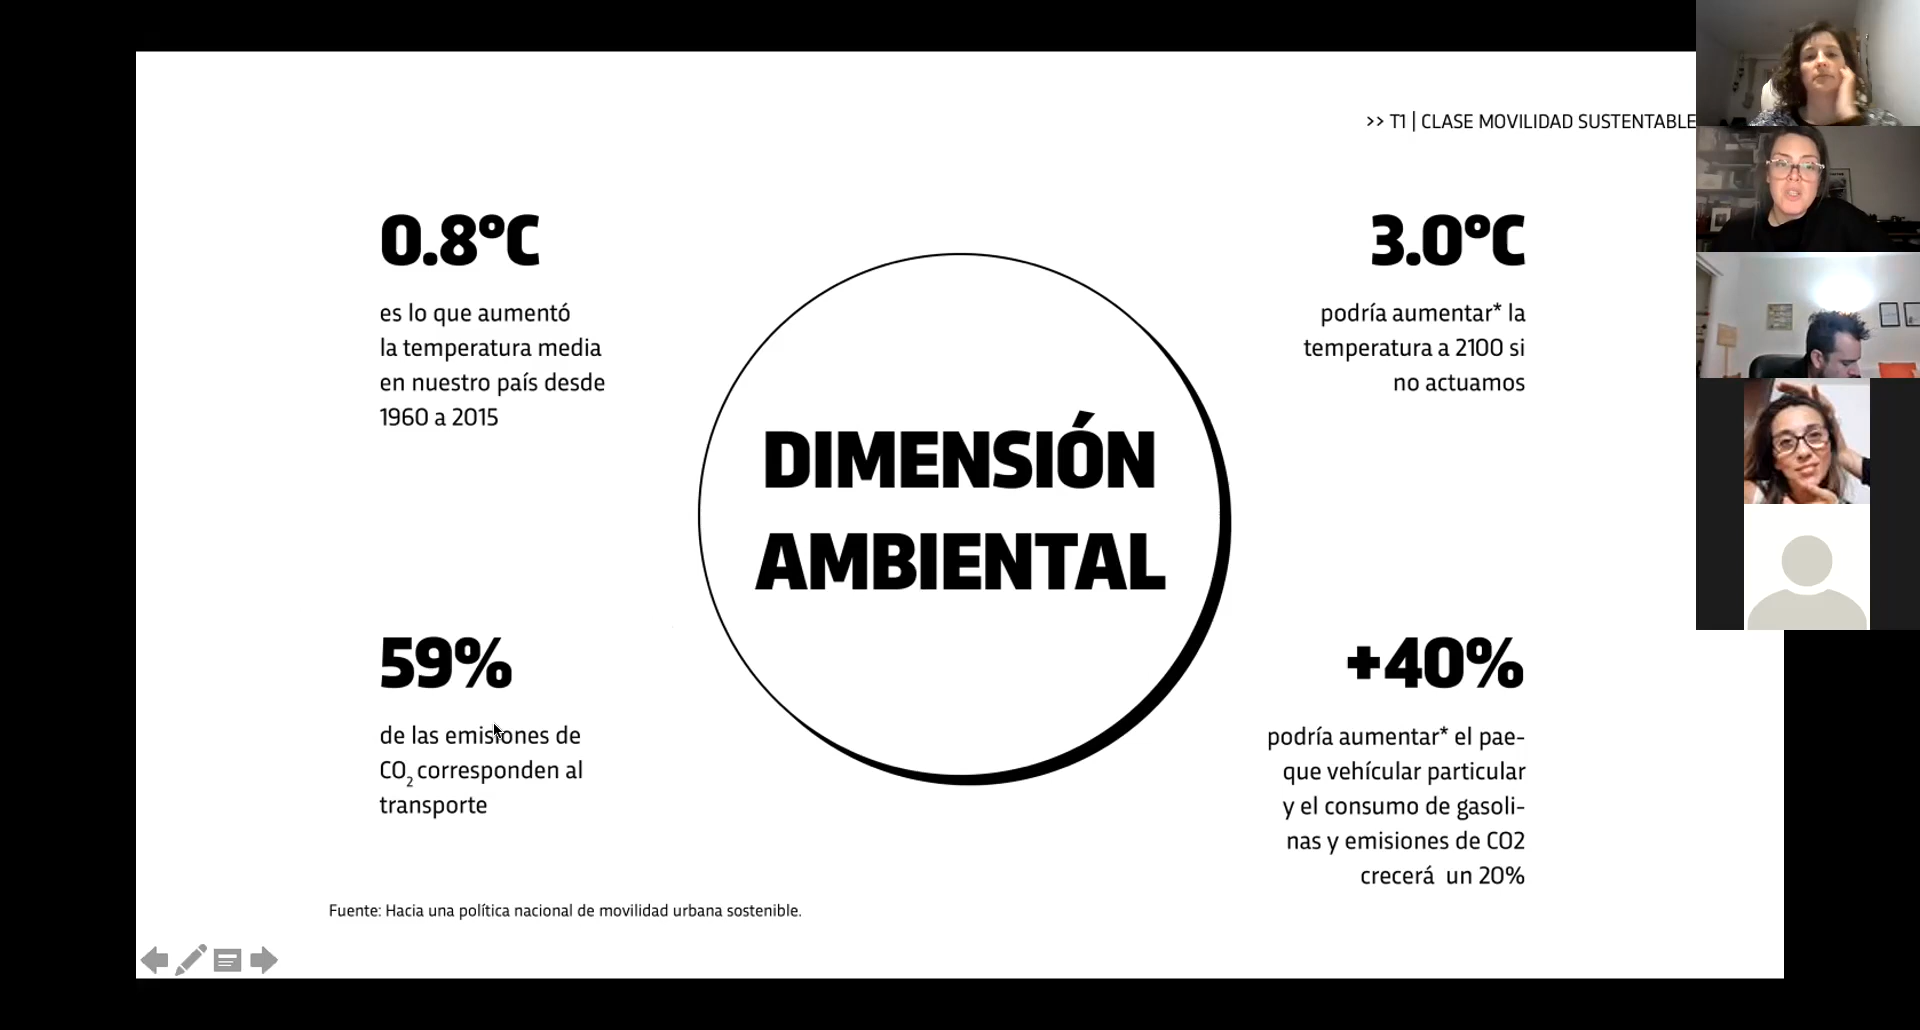 >> T1 | CLASE MOVILIDAD SUSTENTABLE
0.8°C
es lo que aumentó
la temperatura media
en nuestro país desde
1960 a 2015
3.0°C
podría aumentar* la
temperatura a 2100 si
no actuamos
DIMENSIÓN
AMBIENTAL
59%
de las emisiones de
CO₂ corresponden al
transporte
+40%
podría aumentar* el pae-
que vehícular particular
y el consumo de gasoli-
nas y emisiones de CO2
crecerá un 20%
Fuente: Hacia una política nacional de movilidad urbana sostenible.